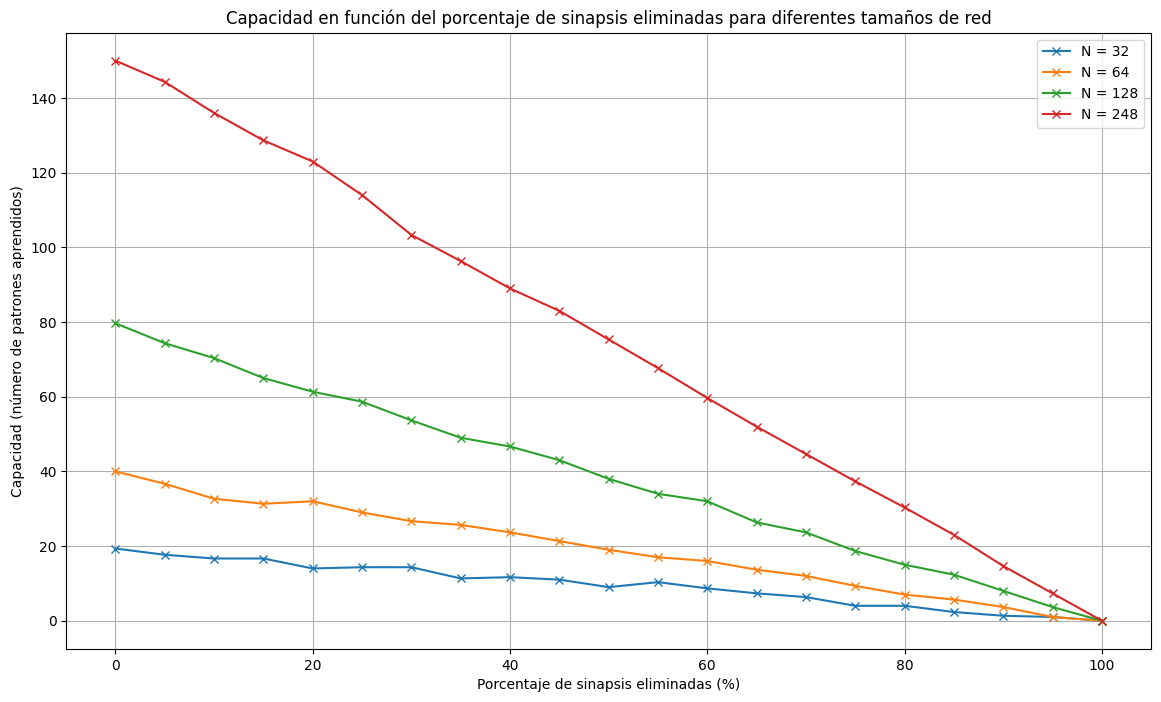 Capacidad en función del porcentaje de sinapsis eliminadas para diferentes tamaños de red
N = 32
N = 64
N = 128
N = 248
Capacidad (número de patrones aprendidos)
140
120
100
80
60
40
20
0
0 20 40 60 80 100
Porcentaje de sinapsis eliminadas (%)